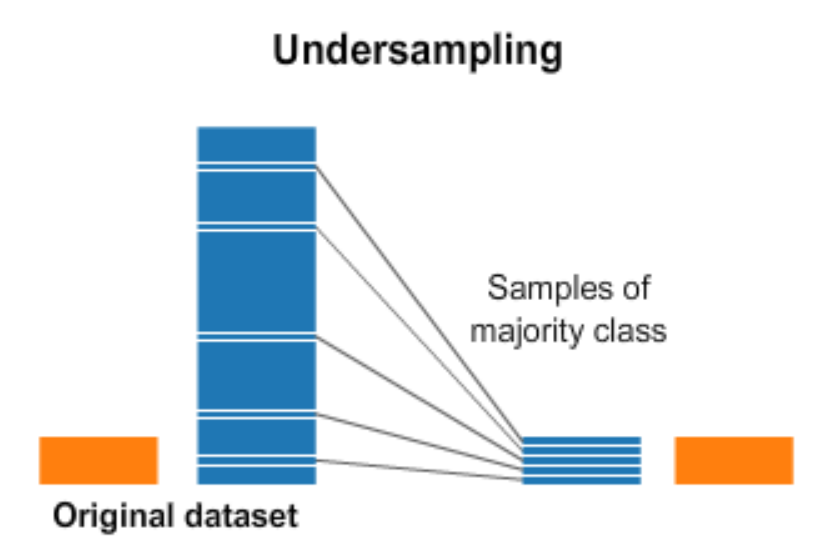 Undersampling
Samples of
majority class
Original dataset